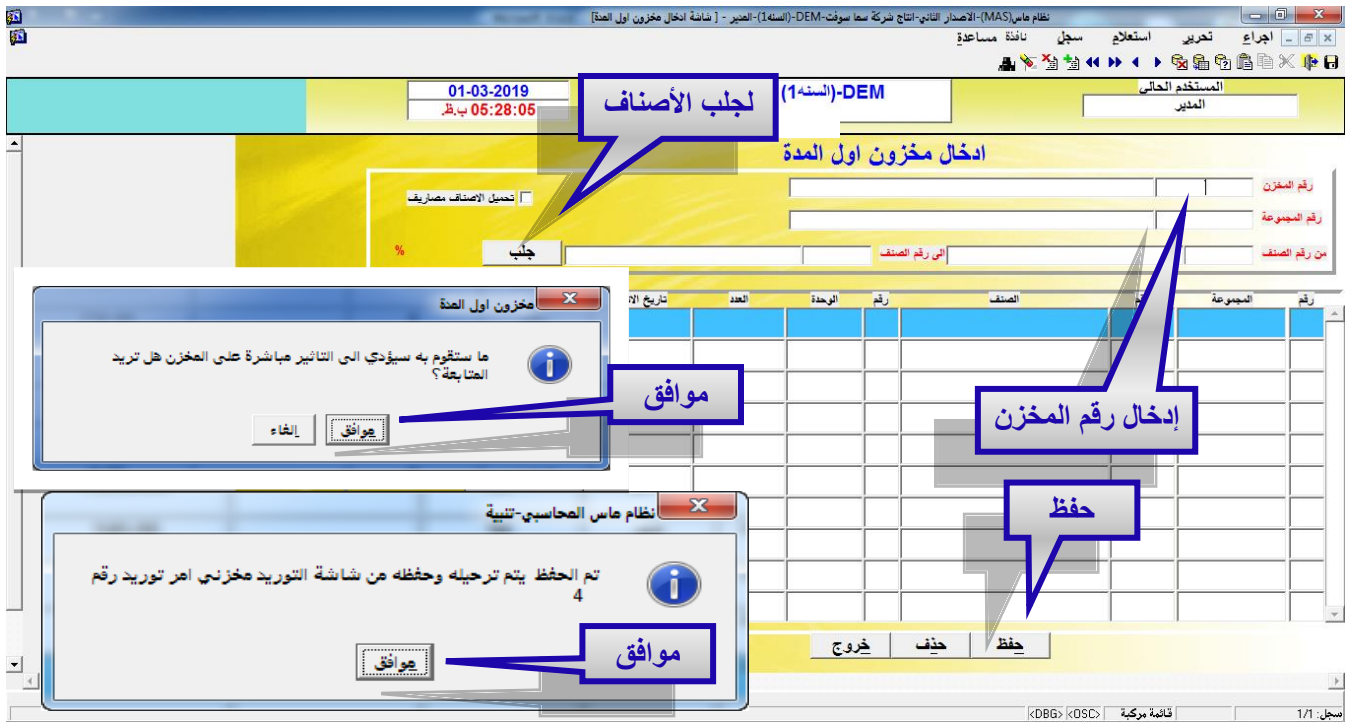 نظام ماس(MAS)-الاصدار الثاني-انتاج شركة سما سوفت-DEM-(السنه1)-المدير - [ شاشة ادخال مخزون اول المدة]
اجراء تحرير استعلام سجل نافذة مساعدة
المستخدم الحالي
المدير
DEM-(السنه1)
01-03-2019
05:28:05 ب.ظ.
لجلب الأصناف
ادخال مخزون اول المدة
رقم المخزن
تحميل الاصناف مصاريف
رقم المجموعة
من رقم الصنف
الى رقم الصنف
جلب
%
رقم المجموعة الصنف رقم الوحدة العدد تاريخ
مخزون اول المدة
ما ستقوم به سيؤدي الى التاثير مباشرة على المخزن هل تريد
المتابعة؟
موافق
إلغاء
موافق
إدخال رقم المخزن
حفظ
نظام ماس المحاسبي-تنبية
تم الحفظ يتم ترحيله وحفظه من شاشة التوريد مخزني امر توريد رقم
4
موافق
موافق
حفظ حذف خروج
سجل: 1/1 قائمة مركبة <OSC> <DBG>